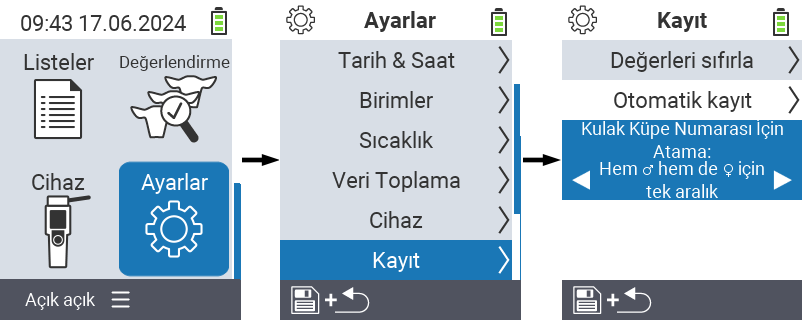 09:43 17.06.2024
Listeler
Değerlendirme
Cihaz
Ayarlar
Açık açık
Ayarlar
Tarih & Saat
Birimler
Sıcaklık
Veri Toplama
Cihaz
Kayıt
+
Kayıt
Değerleri sıfırla
Otomatik kayıt
Kulak Küpe Numarası İçin
Atama:
Hem ♂ hem de ♀ için
tek aralık
+